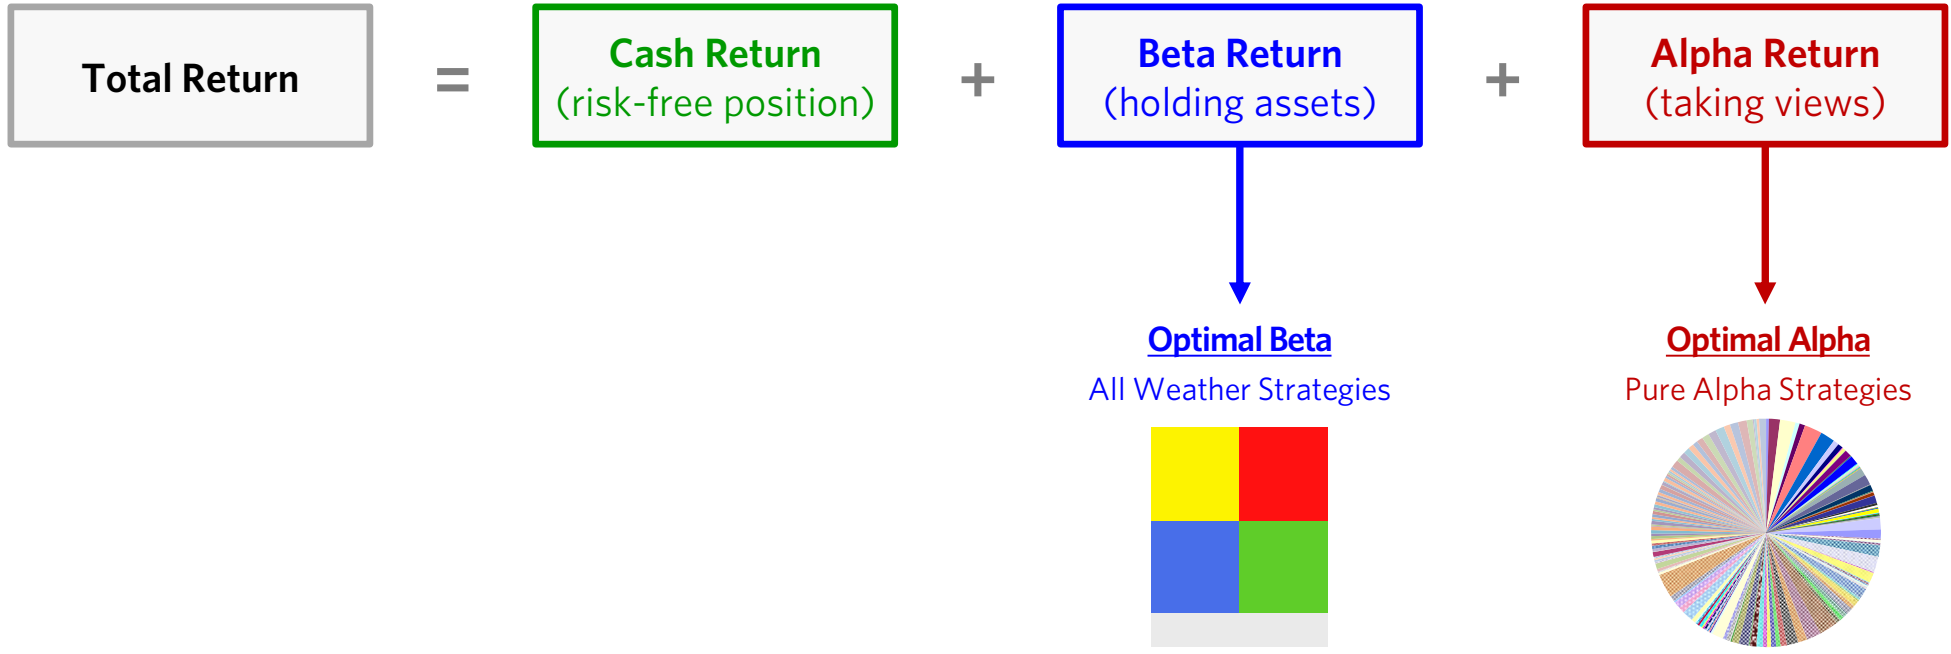 Total Return
=
Cash Return
(risk-free position)
+
Beta Return
(holding assets)
+
Alpha Return
(taking views)
Optimal Beta
All Weather Strategies
Optimal Alpha
Pure Alpha Strategies